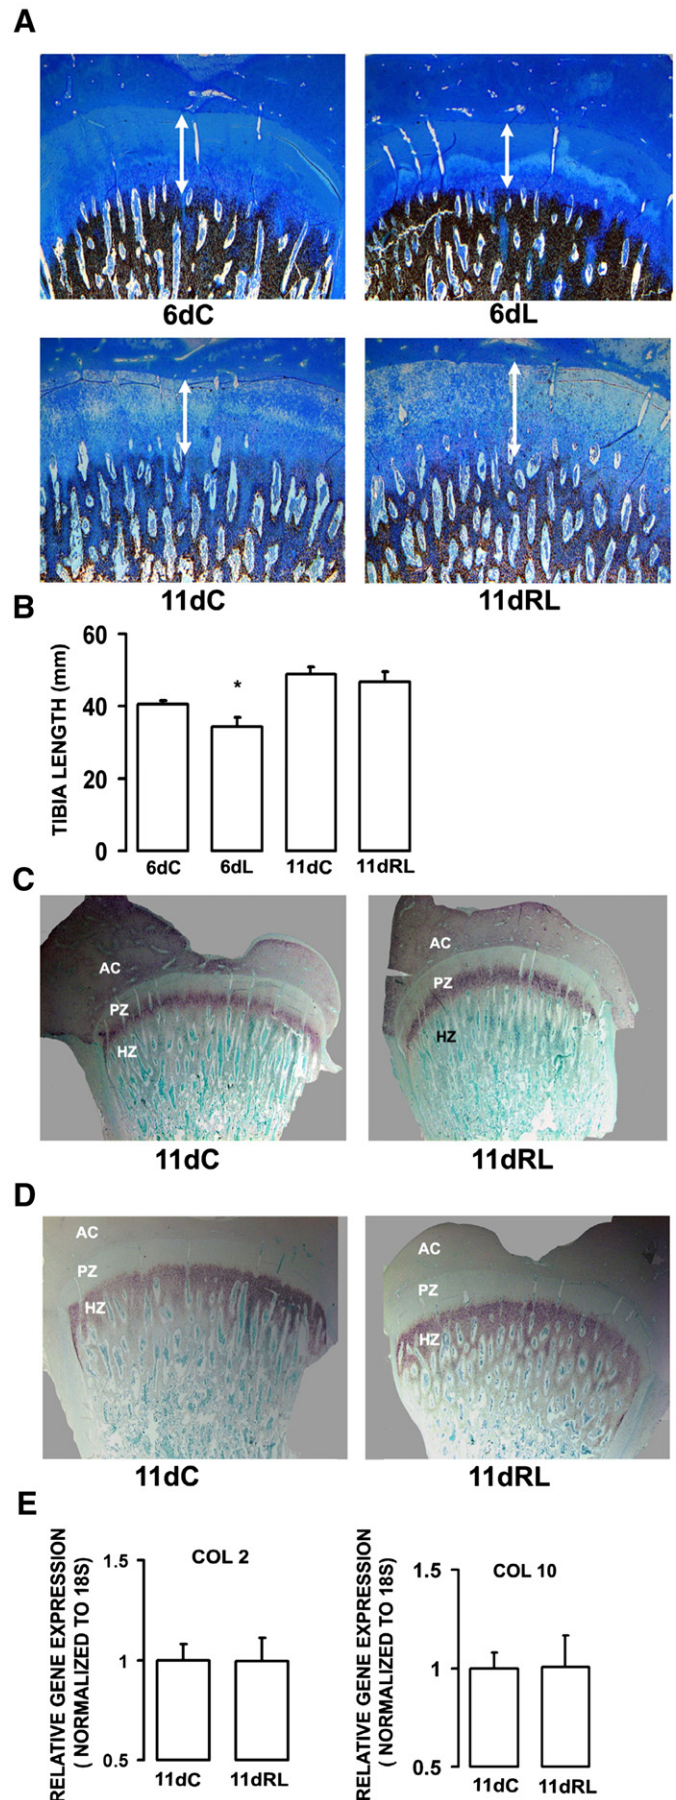 A
6dC
6dL
11dC
11dRL
B
TIBIA LENGTH (mm)
60
40
20
0
*
6dC
6dL
11dC
11dRL
C
AC
PZ
HZ
AC
PZ
HZ
11dC
11dRL
D
AC
PZ
HZ
AC
PZ
HZ
11dC
11dRL
E
RELATIVE GENE EXPRESSION
( NORMALIZED TO 18S)
1.5
1
0.5
COL 2
11dC
11dRL
RELATIVE GENE EXPRESSION
( NORMALIZED TO 18S)
1.5
1
0.5
COL 10
11dC
11dRL